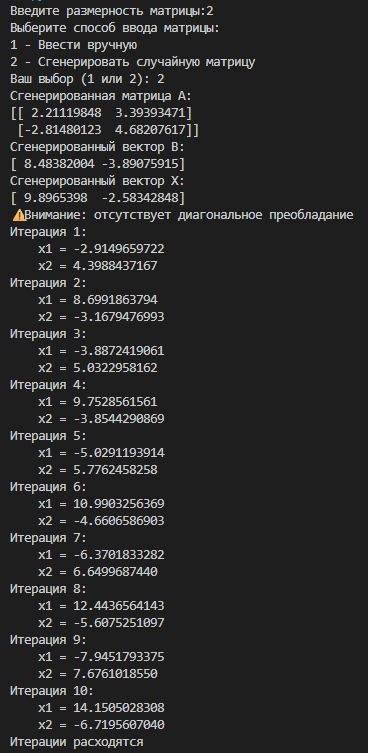 Введите размерность матрицы:2
Выберите способ ввода матрицы:
1 - Ввести вручную
2 - Сгенерировать случайную матрицу
Ваш выбор (1 или 2): 2
Сгенерированная матрица A:
[[ 2.21119848  3.39393471]
 [-2.81480123  4.68207617]]
Сгенерированный вектор B:
[ 8.48382004 -3.89075915]
Сгенерированный вектор X:
[ 9.8965398  -2.58342848]
⚠Внимание: отсутствует диагональное преобладание
Итерация 1:
    x1 = -2.9149659722
    x2 = 4.3988437167
Итерация 2:
    x1 = 8.6991863794
    x2 = -3.1679476993
Итерация 3:
    x1 = -3.8872419061
    x2 = 5.0322958162
Итерация 4:
    x1 = 9.7528561561
    x2 = -3.8544290869
Итерация 5:
    x1 = -5.0291193914
    x2 = 5.7762458258
Итерация 6:
    x1 = 10.9903256369
    x2 = -4.6606586903
Итерация 7:
    x1 = -6.3701833282
    x2 = 6.6499687440
Итерация 8:
    x1 = 12.4436564143
    x2 = -5.6075251097
Итерация 9:
    x1 = -7.9451793375
    x2 = 7.6761018550
Итерация 10:
    x1 = 14.1505028308
    x2 = -6.7195607040
Итерации расходятся